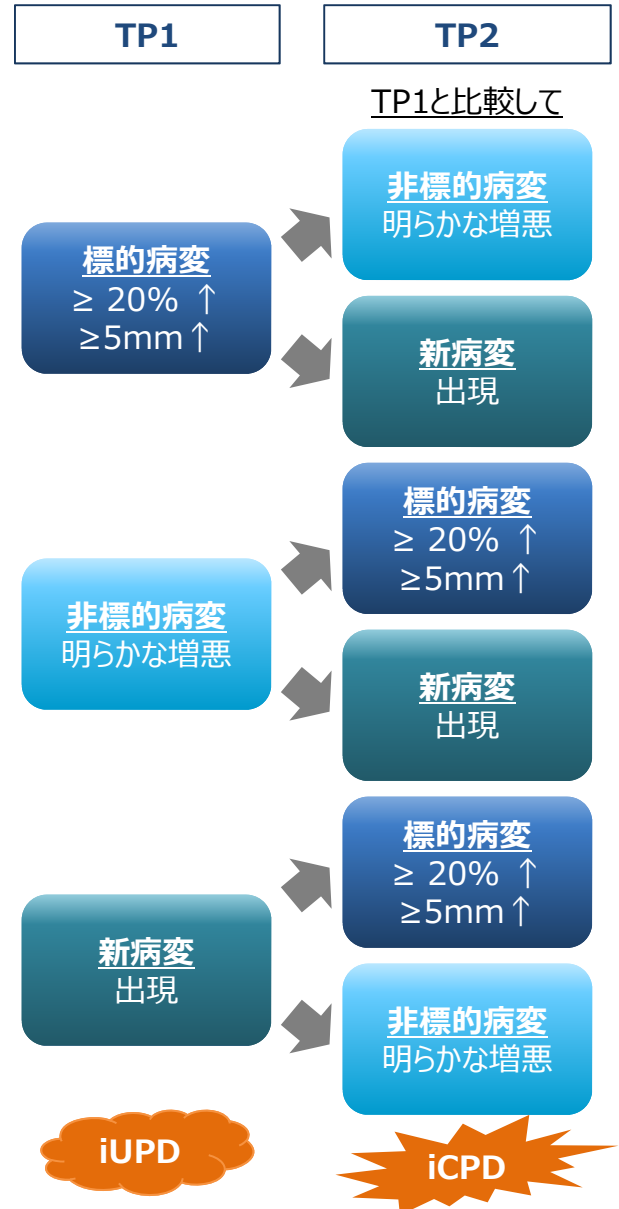 TP1
TP2
TP1と比較して
標的病変
≥ 20% ↑
≥5mm↑
非標的病変
明らかな増悪
新病変
出現
非標的病変
明らかな増悪
標的病変
≥ 20% ↑
≥5mm↑
新病変
出現
新病変
出現
標的病変
≥ 20% ↑
≥5mm↑
非標的病変
明らかな増悪
iUPD
iCPD